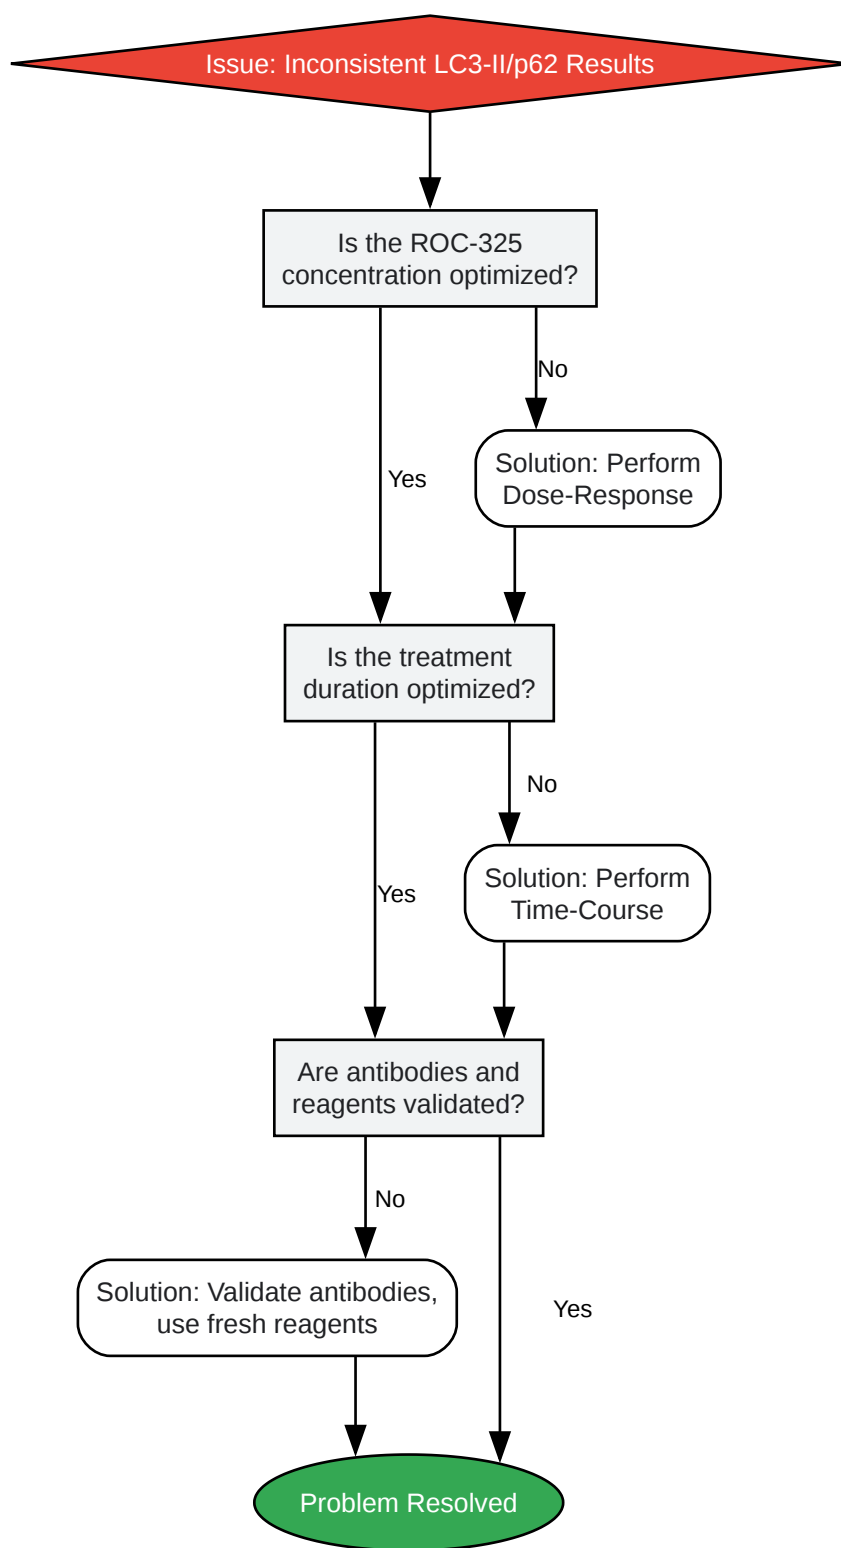 Issue: Inconsistent LC3-II/p62 Results
Is the ROC-325
concentration optimized?
No
Solution: Perform
Dose-Response
Yes
Is the treatment
duration optimized?
No
Solution: Perform
Time-Course
Yes
Are antibodies and
reagents validated?
No
Solution: Validate antibodies,
use fresh reagents
Yes
Problem Resolved